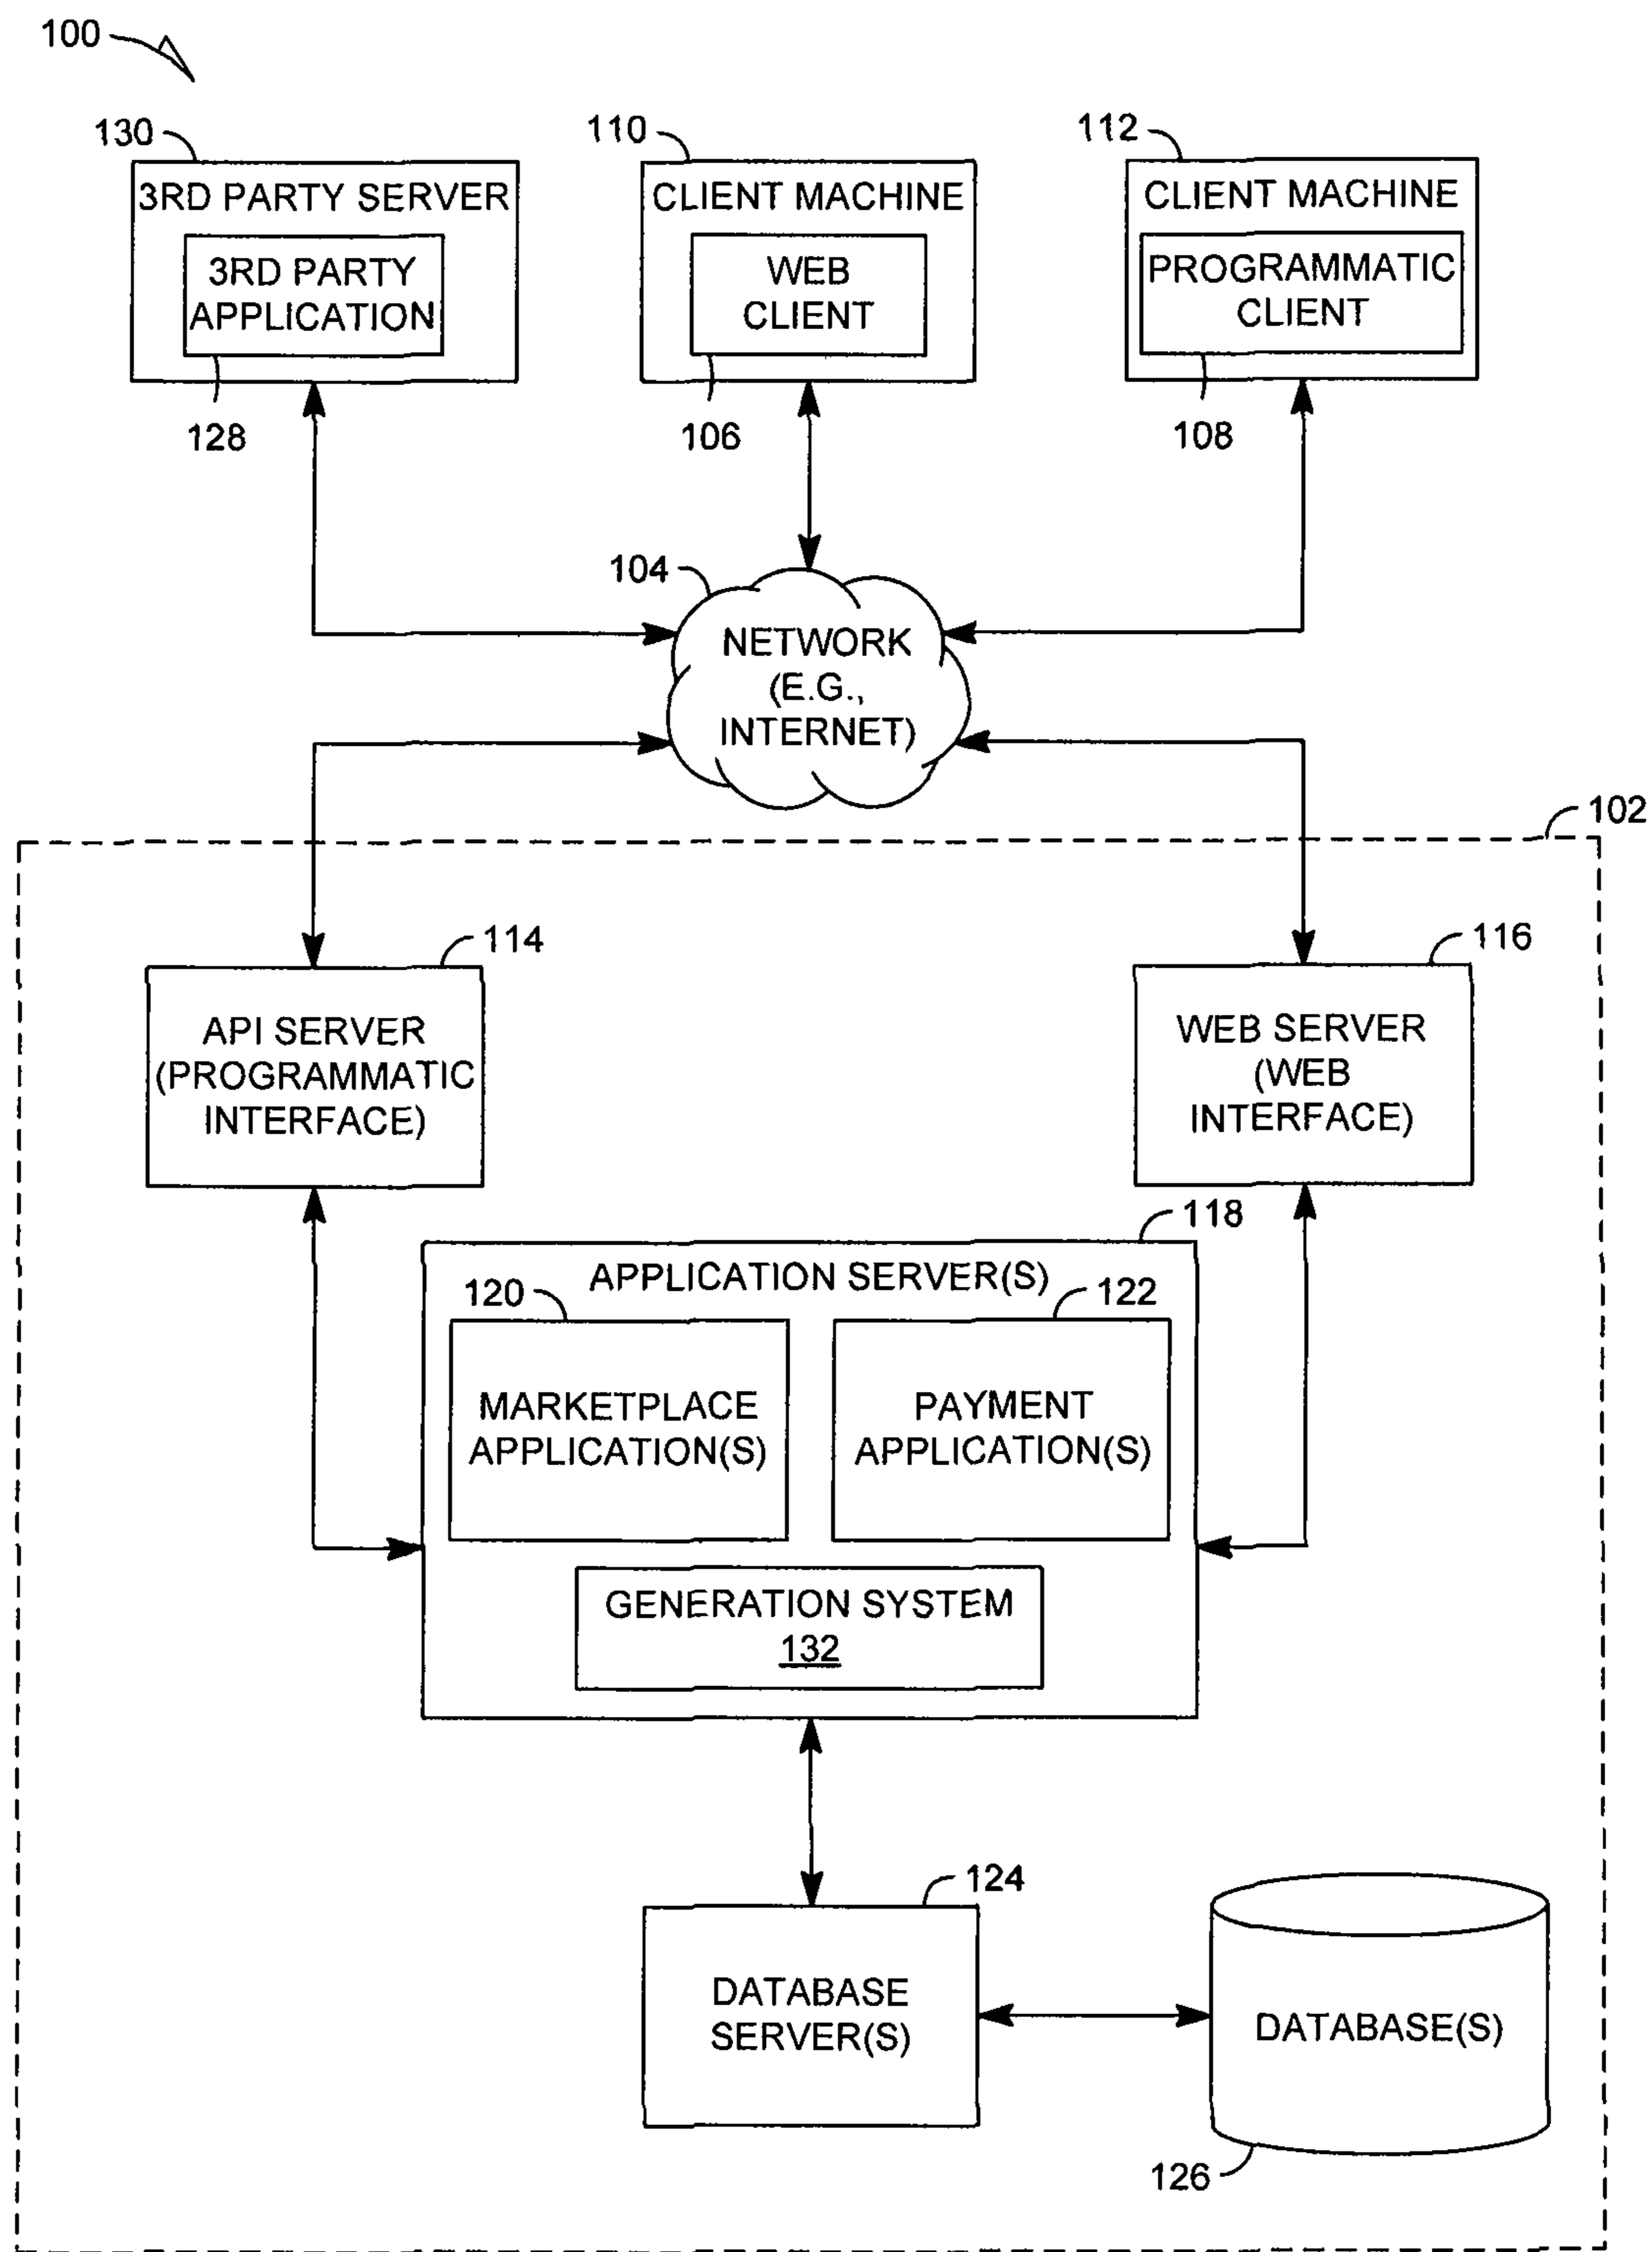 100
130
110
112
3RD PARTY SERVER
3RD PARTY
APPLICATION
128
CLIENT MACHINE
WEB
CLIENT
106
CLIENT MACHINE
PROGRAMMATIC
CLIENT
108
104
NETWORK
(E.G.,
INTERNET)
102
114
API SERVER
(PROGRAMMATIC
INTERFACE)
116
WEB SERVER
(WEB
INTERFACE)
118
APPLICATION SERVER(S)
120
MARKETPLACE
APPLICATION(S)
122
PAYMENT
APPLICATION(S)
GENERATION SYSTEM
132
124
DATABASE
SERVER(S)
DATABASE(S)
126